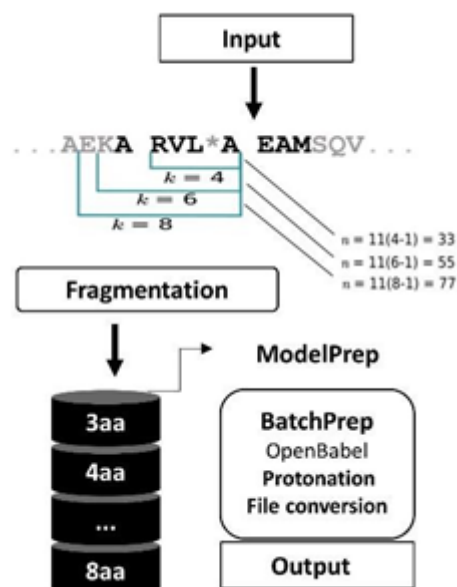 Input
...AEKA RVL*A EAMSQV...
k = 4
k = 6
k = 8
n = 11(4-1) = 33
n = 11(6-1) = 55
n = 11(8-1) = 77
Fragmentation
ModelPrep
3aa
4aa
...
8aa
BatchPrep
OpenBabel
Protonation
File conversion
Output